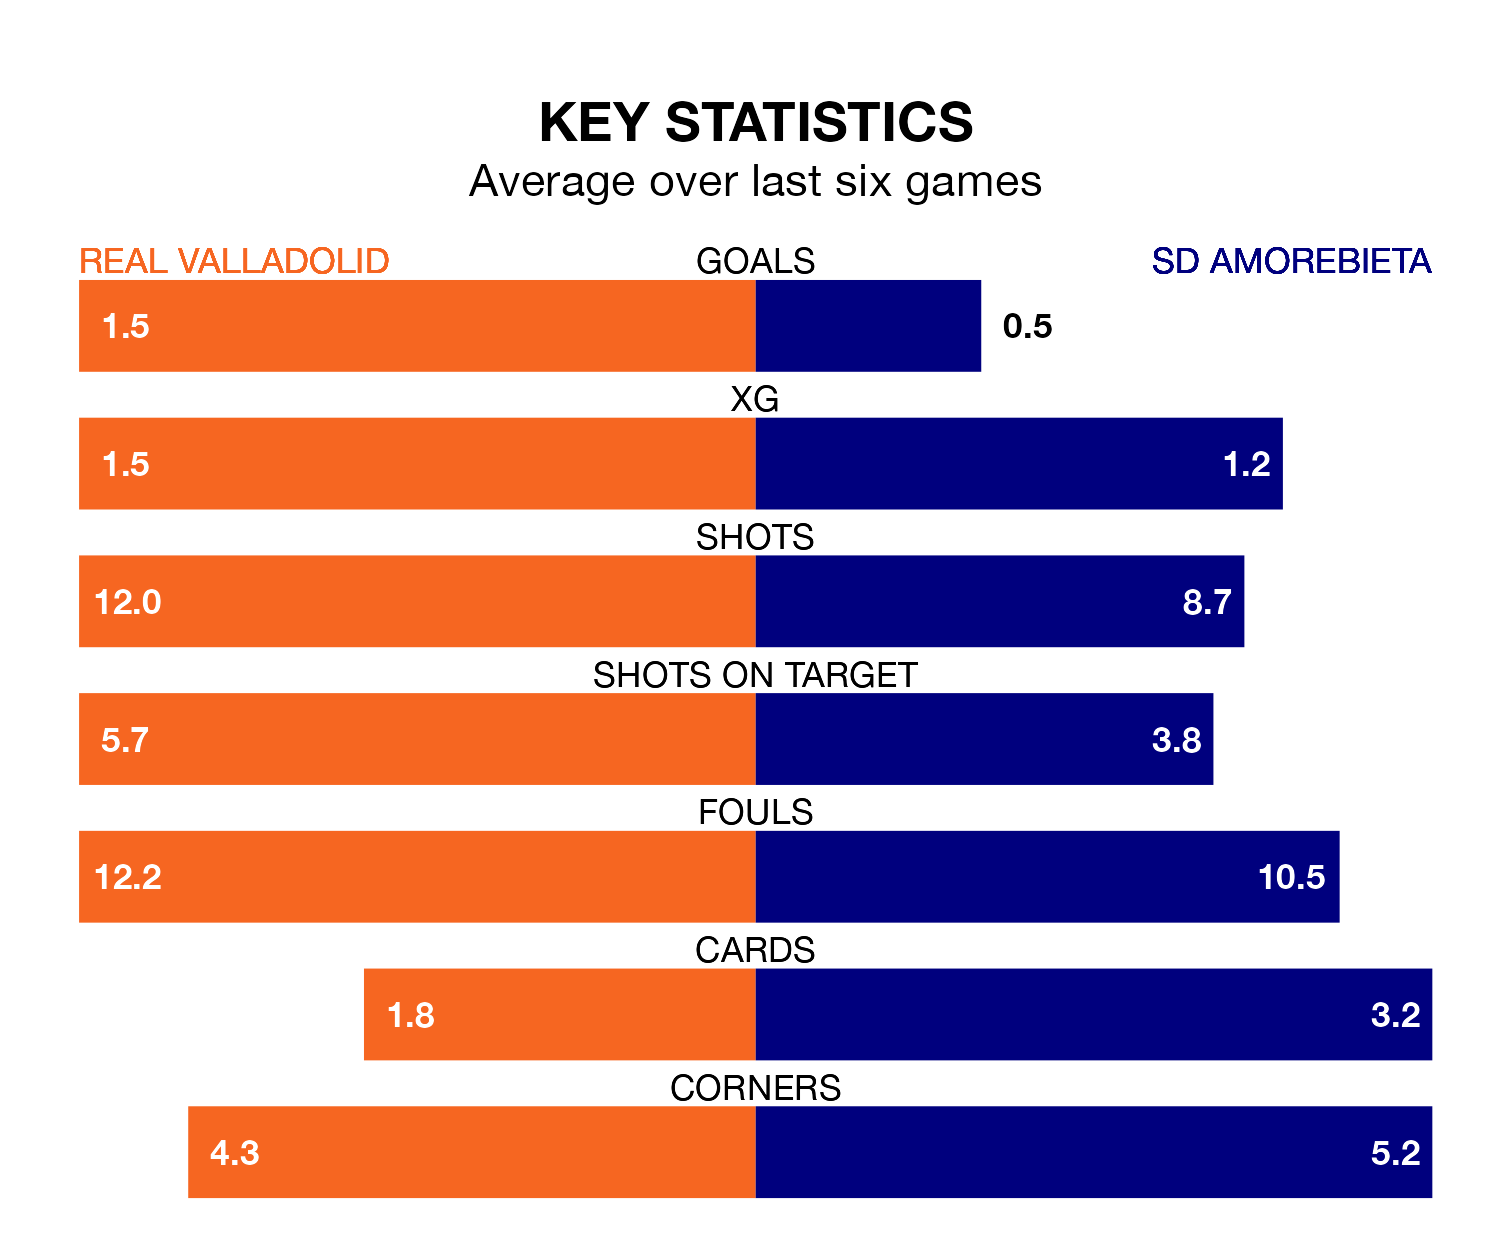 KEY STATISTICS
Average over last six games
REAL VALLADOLID GOALS SD AMOREBIETA
1.5 0.5
XG
1.5 1.2
SHOTS
12.0 8.7
SHOTS ON TARGET
5.7 3.8
FOULS
12.2 10.5
CARDS
1.8 3.2
CORNERS
4.3 5.2